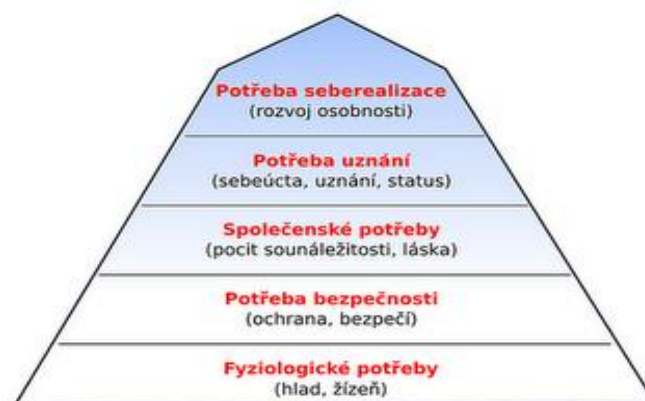 Potřeba seberealizace
(rozvoj osobnosti)
Potřeba uznání
(sebeúcta, uznání, status)
Společenské potřeby
(pocit sounáležitosti, láska)
Potřeba bezpečnosti
(ochrana, bezpečí)
Fyziologické potřeby
(hlad, žízeň)